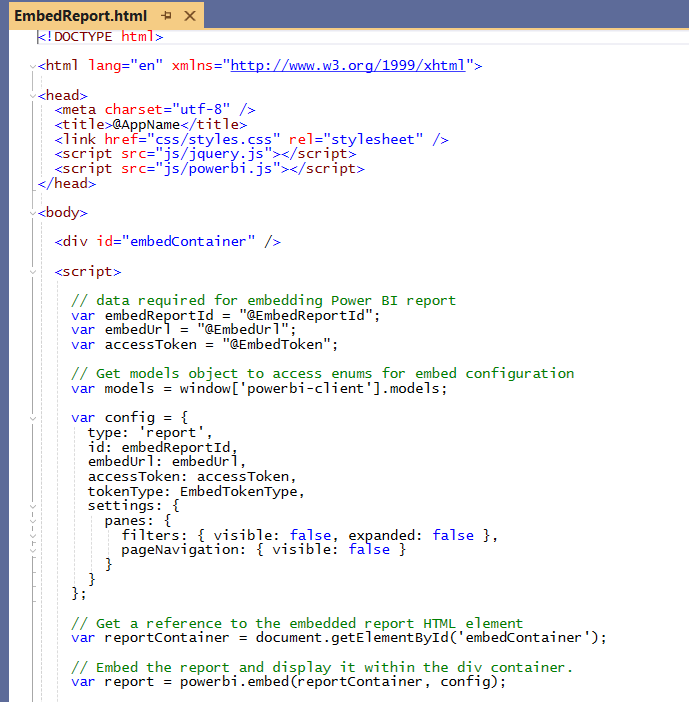 EmbedReport.html
<!DOCTYPE html>
<html lang="en" xmlns="http://www.w3.org/1999/xhtml">
<head>
<meta charset="utf-8" />
<title>@AppName</title>
<link href="css/styles.css" rel="stylesheet" />
<script src="js/jquery.js"></script>
<script src="js/powerbi.js"></script>
</head>
<body>
<div id="embedContainer" />
<script>
// data required for embedding Power BI report
var embedReportId = "@EmbedReportId";
var embedUrl = "@EmbedUrl";
var accessToken = "@EmbedToken";
// Get models object to access enums for embed configuration
var models = window['powerbi-client'].models;
var config = {
type: 'report',
id: embedReportId,
embedUrl: embedUrl,
accessToken: accessToken,
tokenType: EmbedTokenType,
settings: {
panes: {
filters: { visible: false, expanded: false },
pageNavigation: { visible: false }
}
}
};
// Get a reference to the embedded report HTML element
var reportContainer = document.getElementById('embedContainer');
// Embed the report and display it within the div container.
var report = powerbi.embed(reportContainer, config);